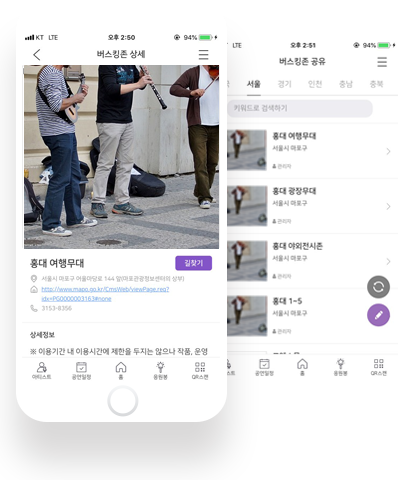 KT LTE 오후 2:50 94%
버스킹존 상세
홍대 여행무대
길찾기
서울시 마포구 어울마당로 144 앞(마포관광정보센터의 상부)
http://www.mapo.go.kr/CmsWeb/viewPage.req?
idx=PG0000003163#none
3153-8356
상세정보
※ 이용기간 내 이용시간에 제한을 두지는 않으나 작품, 운영
아티스트 공연일정 홈 응원봉 QR스캔
LTE 오후 2:51 94%
버스킹존 공유
서울 경기 인천 충남 충북
키워드로 검색하기
홍대 여행무대
서울시 마포구
관리자
홍대 광장무대
서울시 마포구
관리자
홍대 야외전시존
서울시 마포구
관리자
홍대 1~5
서울시 마포구
관리자
스트 공연일정 홈 응원봉 QR스캔